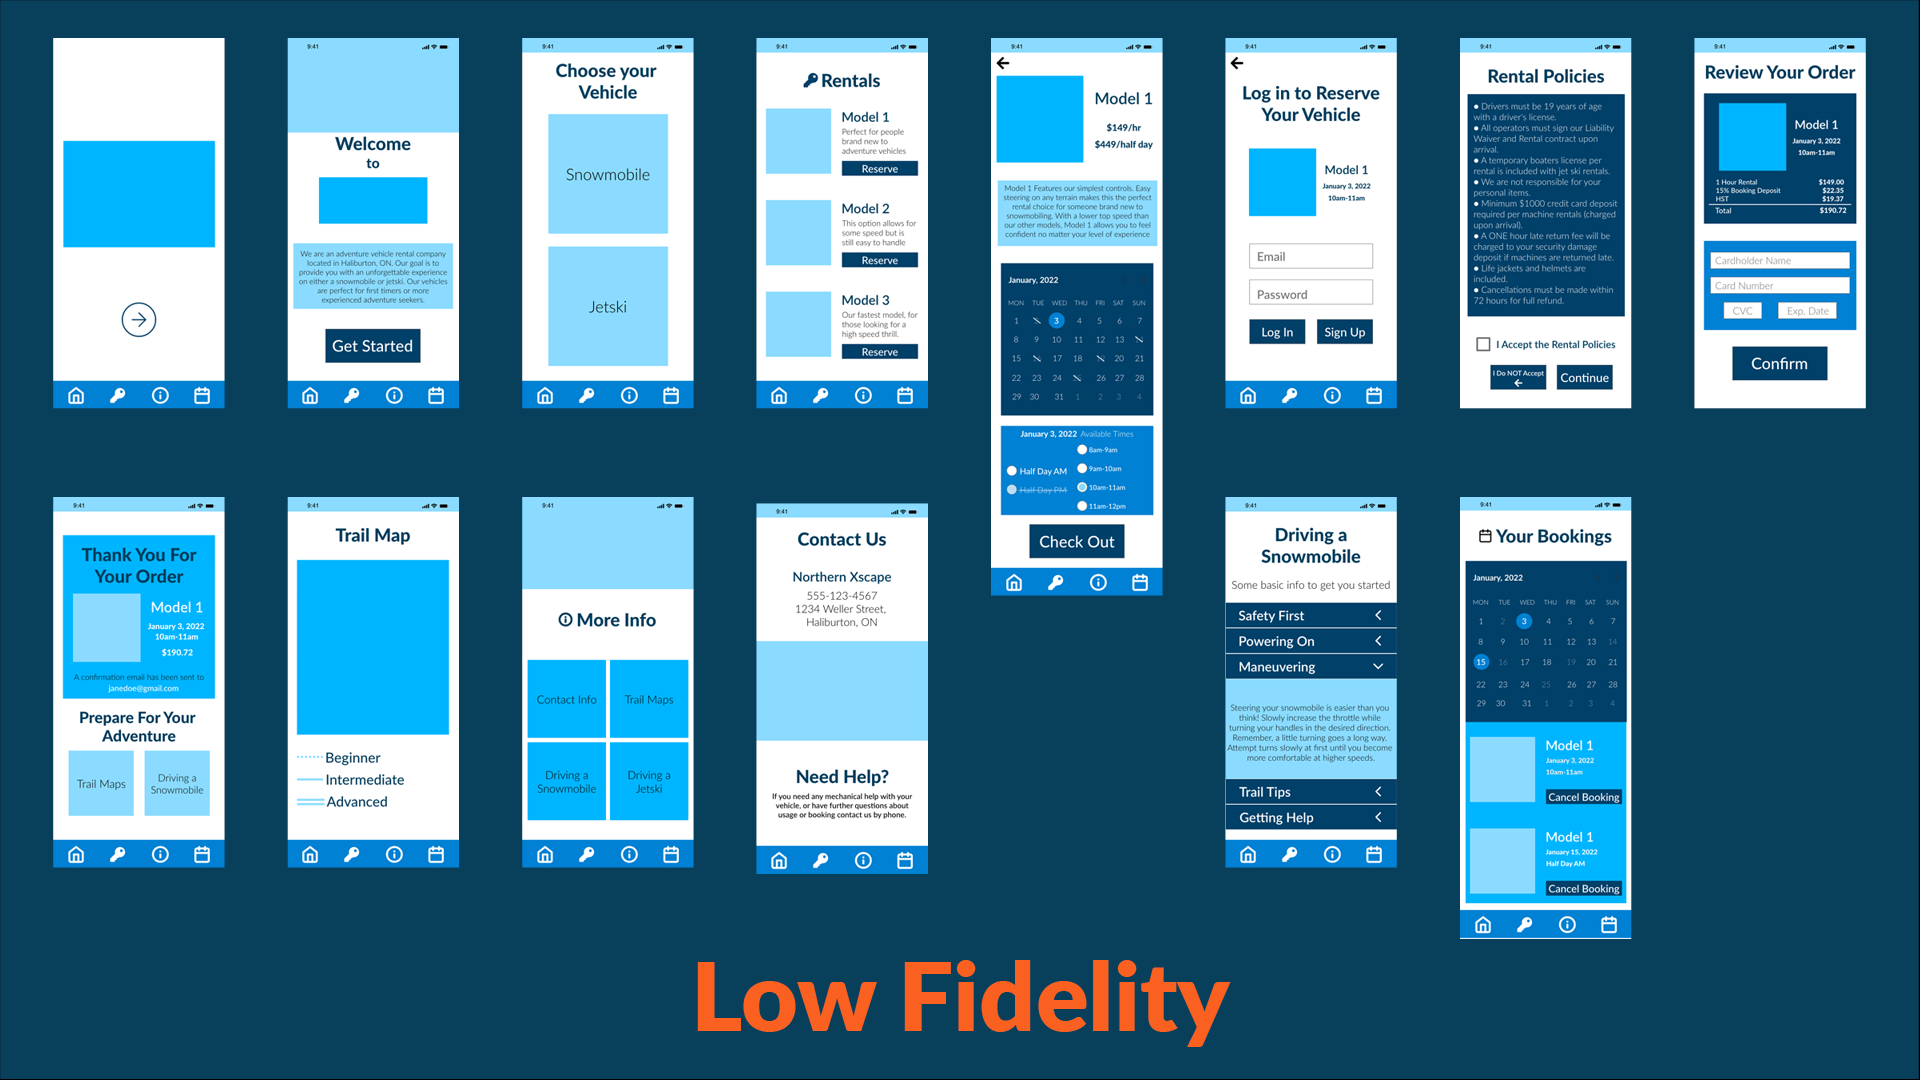 9:41
Welcome
to
We are an adventure vehicle rental company
located in Haliburton, ON. Our goal is to
provide you with an unforgettable experience
on either a snowmobile or jetski. Our vehicles
are perfect for first timers or more
experienced adventure seekers.
Get Started
9:41
Choose your
Vehicle
Snowmobile
Jetski
9:41
Rentals
Model 1
Perfect for people
brand new to
adventure vehicles
Reserve
Model 2
This option allows for
some speed but is
still easy to handle
Reserve
Model 3
Our fastest model, for
those looking for a
high speed thrill.
Reserve
9:41
Model 1
$149/hr
$449/half day
Model 1 Features our simplest controls. Easy
steering on any terrain makes this the perfect
rental choice for someone brand new to
snowmobiling. With a lower top speed than
our other models, Model 1 allows you to feel
confident no matter your level of experience
January, 2022
MON TUE WED THU FRI SAT SUN
1 3 4 5 6 7
8 9 10 11 12 13
15 16 17 18 20 21
22 23 24 26 27 28
29 30 31 1 2 3 4
January 3, 2022 Available Times
8am-9am
Half Day AM 9am-10am
Half Day PM 10am-11am
11am-12pm
Check Out
9:41
Log in to Reserve
Your Vehicle
Model 1
January 3, 2022
10am-11am
Email
Password
Log In Sign Up
9:41
Rental Policies
● Drivers must be 19 years of age
with a driver's license.
● All operators must sign our Liability
Waiver and Rental contract upon
arrival.
● A temporary boaters license per
rental is included with jet ski rentals.
● We are not responsible for your
personal items.
● Minimum $1000 credit card deposit
required per machine rentals (charged
upon arrival).
● A ONE hour late return fee will be
charged to your security damage
deposit if machines are returned late.
● Life jackets and helmets are
included.
● Cancellations must be made within
72 hours for full refund.
I Accept the Rental Policies
I Do NOT Accept
Continue
9:41
Review Your Order
Model 1
January 3, 2022
10am-11am
1 Hour Rental $149.00
15% Booking Deposit $22.35
HST $19.37
Total $190.72
Cardholder Name
Card Number
CVC Exp. Date
Confirm
9:41
Thank You For
Your Order
Model 1
January 3, 2022
10am-11am
$190.72
A confirmation email has been sent to
janedoe@gmail.com
Prepare For Your
Adventure
Trail Maps
Driving a
Snowmobile
9:41
Trail Map
Beginner
Intermediate
Advanced
9:41
More Info
Contact Info
Trail Maps
Driving a
Snowmobile
Driving a
Jetski
9:41
Contact Us
Northern Xscape
555-123-4567
1234 Weller Street,
Haliburton, ON
Need Help?
If you need any mechanical help with your
vehicle, or have further questions about
usage or booking contact us by phone.
9:41
Driving a
Snowmobile
Some basic info to get you started
Safety First
Powering On
Maneuvering
Steering your snowmobile is easier than you
think! Slowly increase the throttle while
turning your handles in the desired direction.
Remember, a little turning goes a long way.
Attempt turns slowly at first until you become
more comfortable at higher speeds.
Trail Tips
Getting Help
9:41
Your Bookings
January, 2022
MON TUE WED THU FRI SAT SUN
1 2 3 4 5 6 7
8 9 10 11 12 13 14
15 16 17 18 19 20 21
22 23 24 25 26 27 28
29 30 31 1 2 3 4
Model 1
January 3, 2022
10am-11am
Cancel Booking
Model 1
January 15, 2022
Half Day AM
Cancel Booking
Low Fidelity